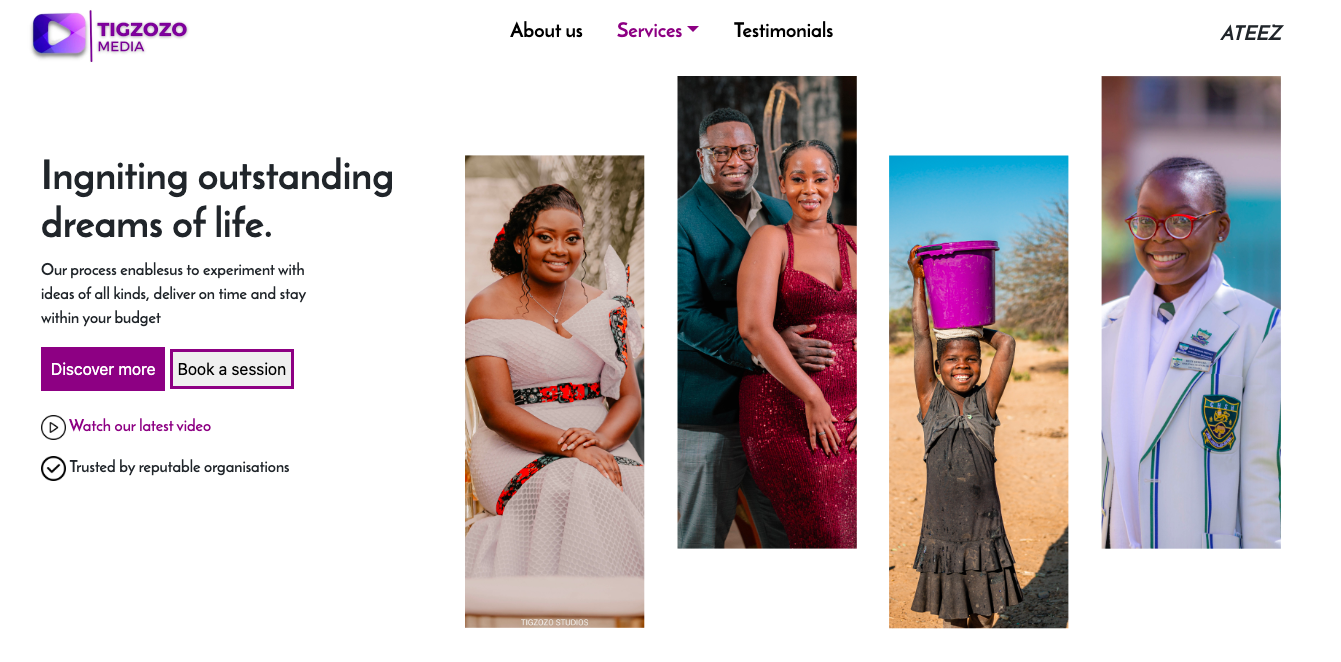 TIGZOZO
MEDIA
About us
Services
Testimonials
ATEEZ
Ingniting outstanding
dreams of life.
Our process enablesus to experiment with
ideas of all kinds, deliver on time and stay
within your budget
Discover more
Book a session
Watch our latest video
Trusted by reputable organisations
TIGZOZO STUDIOS